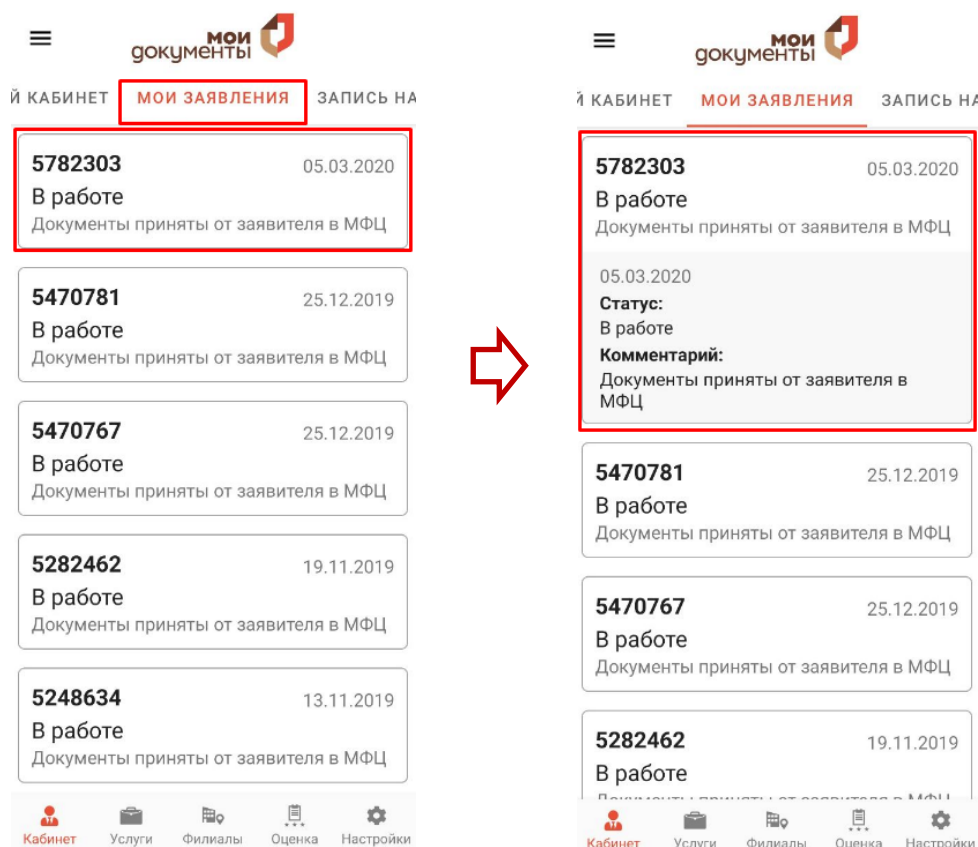 мои
документы
Й КАБИНЕТ МОИ ЗАЯВЛЕНИЯ ЗАПИСЬ НА
5782303 05.03.2020
В работе
Документы приняты от заявителя в МФЦ
5470781 25.12.2019
В работе
Документы приняты от заявителя в МФЦ
5470767 25.12.2019
В работе
Документы приняты от заявителя в МФЦ
5282462 19.11.2019
В работе
Документы приняты от заявителя в МФЦ
5248634 13.11.2019
В работе
Документы приняты от заявителя в МФЦ
Кабинет Услуги Филиалы Оценка Настройки
мои
документы
Й КАБИНЕТ МОИ ЗАЯВЛЕНИЯ ЗАПИСЬ НА
5782303 05.03.2020
В работе
Документы приняты от заявителя в МФЦ
05.03.2020
Статус:
В работе
Комментарий:
Документы приняты от заявителя в
МФЦ
5470781 25.12.2019
В работе
Документы приняты от заявителя в МФЦ
5470767 25.12.2019
В работе
Документы приняты от заявителя в МФЦ
5282462 19.11.2019
В работе
Документы приняты от заявителя в МФЦ
Кабинет Услуги Филиалы Оценка Настройки